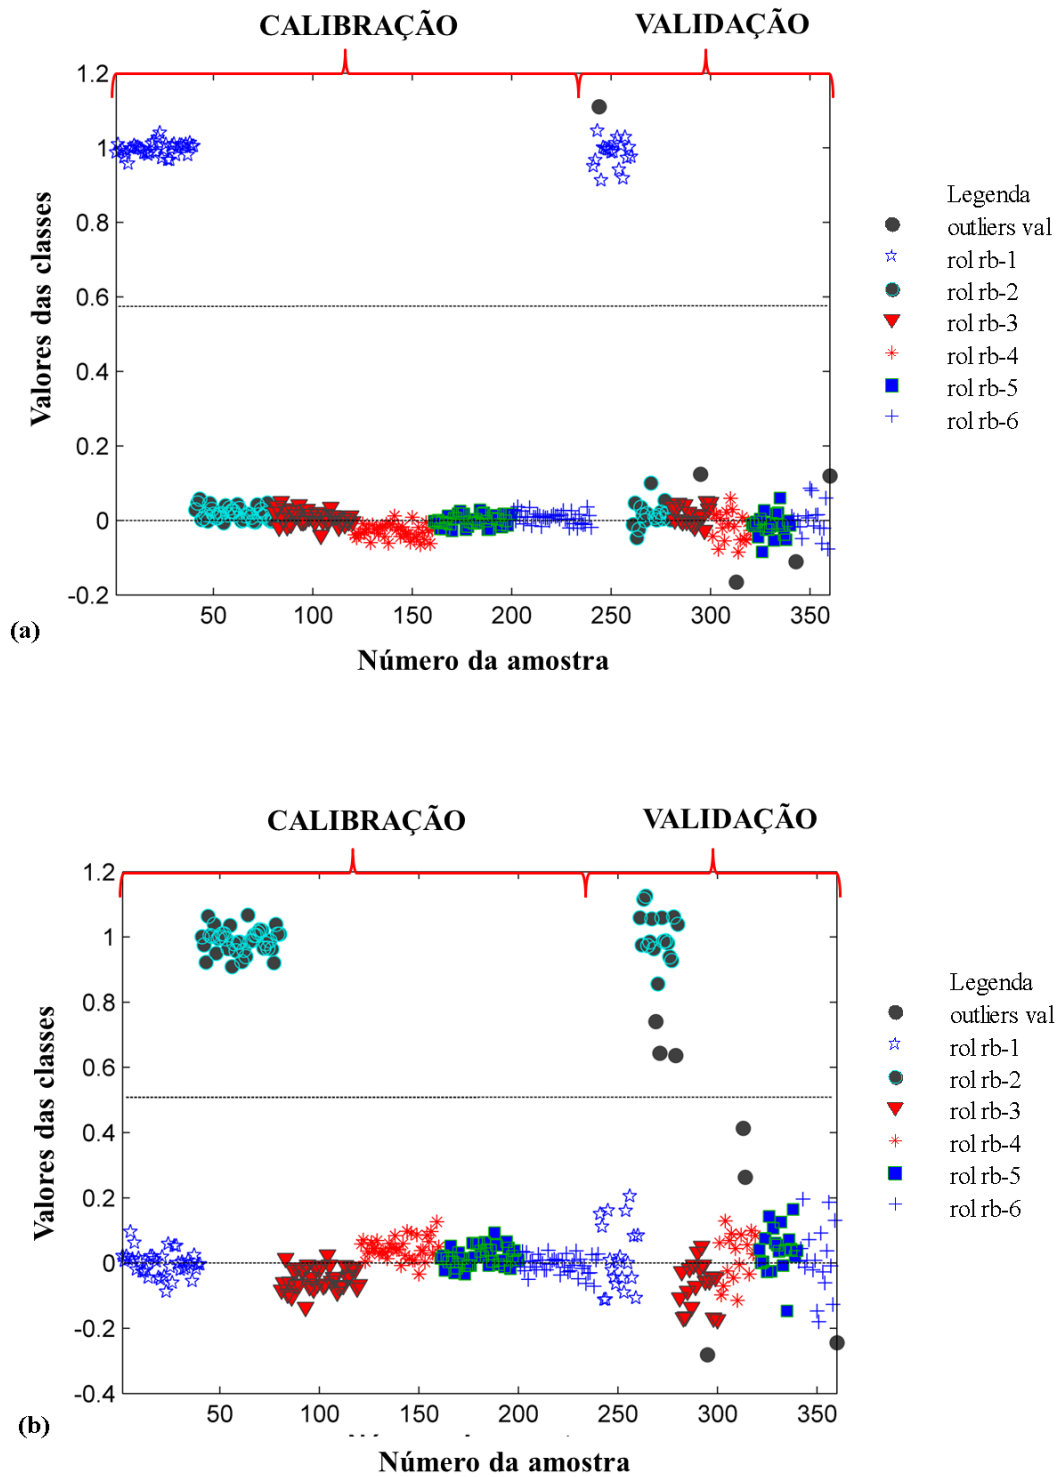 CALIBRAÇÃO VALIDAÇÃO
1.2
1
0.8
0.6
0.4
0.2
0
-0.2
Valores das classes
50 100 150 200 250 300 350
(a)
Número da amostra
Legenda
outliers val
rol rb-1
rol rb-2
rol rb-3
rol rb-4
rol rb-5
rol rb-6
CALIBRAÇÃO VALIDAÇÃO
1.2
1
0.8
0.6
0.4
0.2
0
-0.2
-0.4
Valores das classes
50 100 150 200 250 300 350
(b)
Número da amostra
Legenda
outliers val
rol rb-1
rol rb-2
rol rb-3
rol rb-4
rol rb-5
rol rb-6